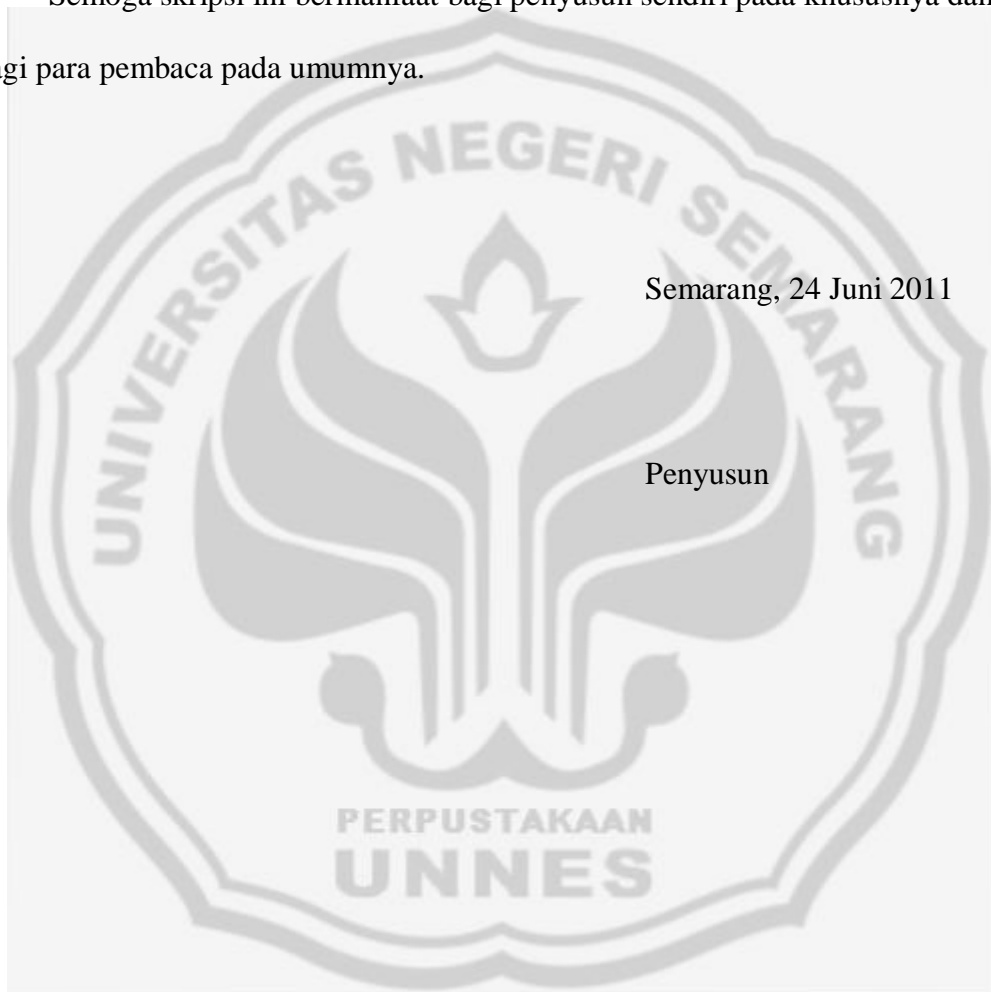 Semoga skripsi ini bermanfaat bagi penyusun sendiri pada khususnya dan
agi para pembaca pada umumnya.
UNIVERSITAS NEGERI SEMARANG
Semarang, 24 Juni 2011
Penyusun
PERPUSTAKAAN
UNNES